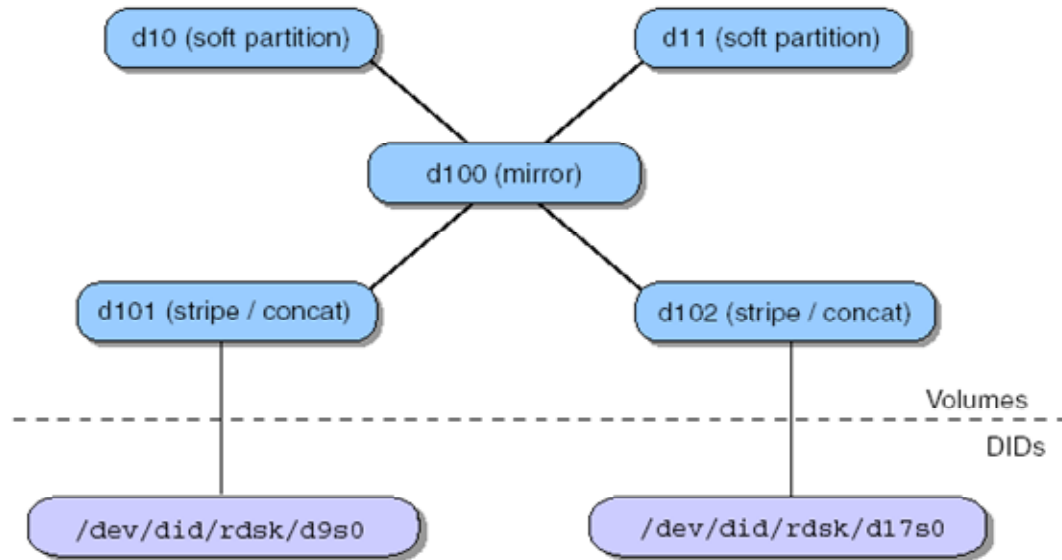 d10 (soft partition)
d11 (soft partition)
d100 (mirror)
d101 (stripe / concat)
d102 (stripe / concat)
Volumes
DIDs
/dev/did/rdsk/d9s0
/dev/did/rdsk/d17s0